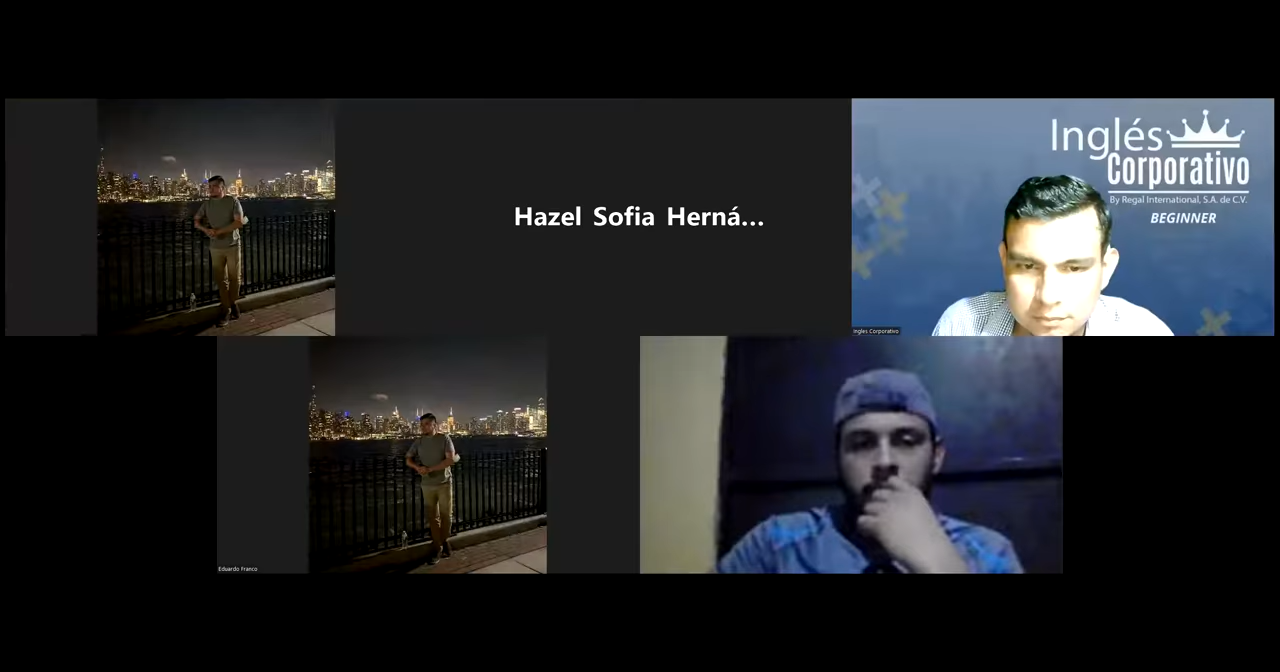 Hazel Sofia Herná...
Inglés
Corporativo
By Regal International, S.A. de C.V.
BEGINNER
Ingles Corporativo
Eduardo Franco